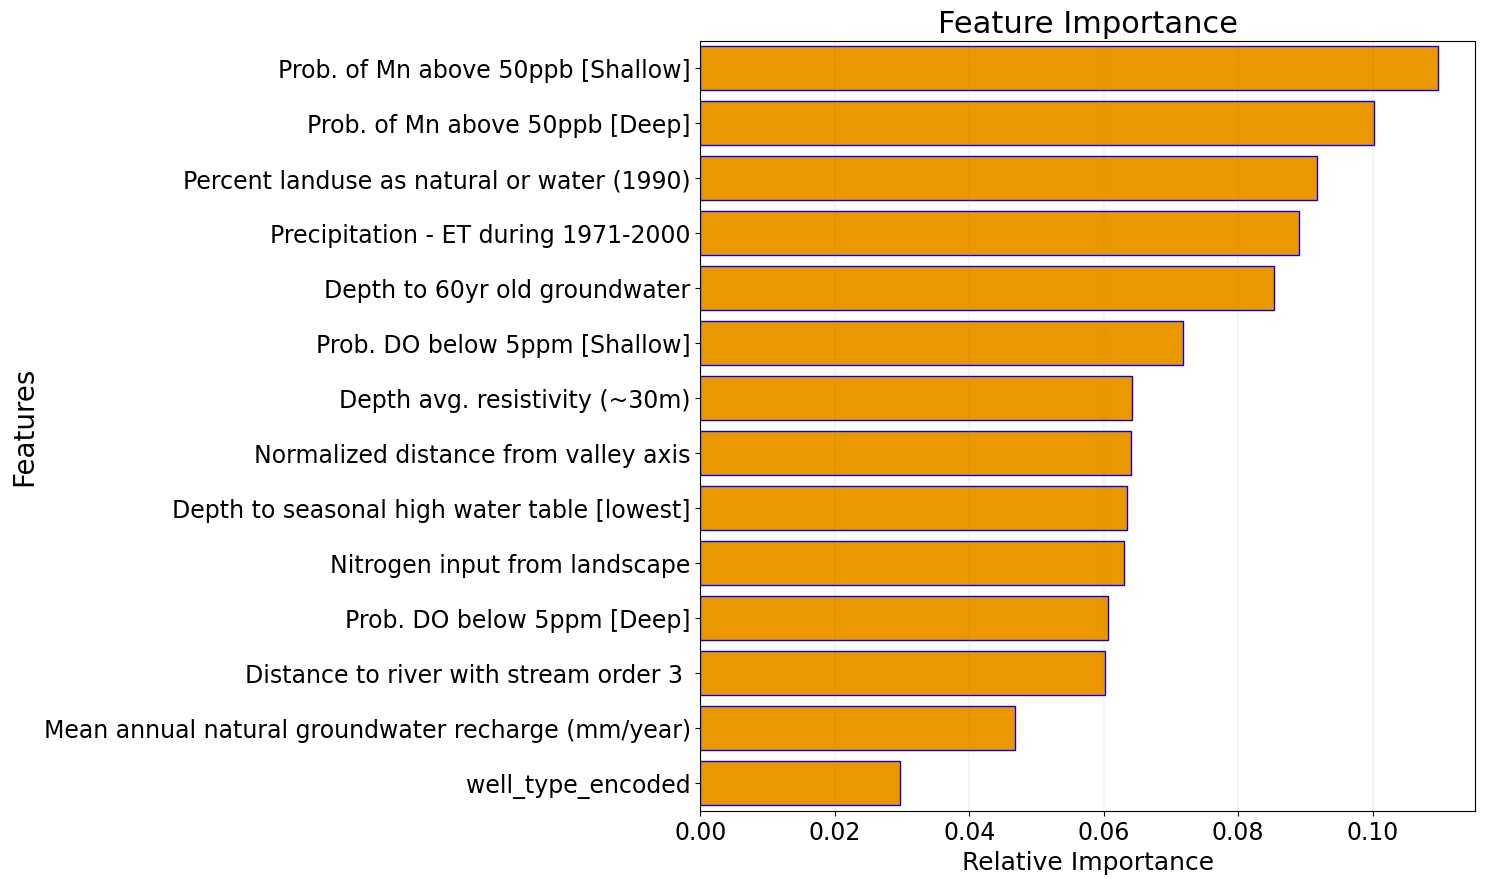 Feature Importance
Prob. of Mn above 50ppb [Shallow]
Prob. of Mn above 50ppb [Deep]
Percent landuse as natural or water (1990)
Precipitation - ET during 1971-2000
Depth to 60yr old groundwater
Prob. DO below 5ppm [Shallow]
Depth avg. resistivity (~30m)
Normalized distance from valley axis
Depth to seasonal high water table [lowest]
Nitrogen input from landscape
Prob. DO below 5ppm [Deep]
Distance to river with stream order 3
Mean annual natural groundwater recharge (mm/year)
well_type_encoded
Features
0.00 0.02 0.04 0.06 0.08 0.10
Relative Importance